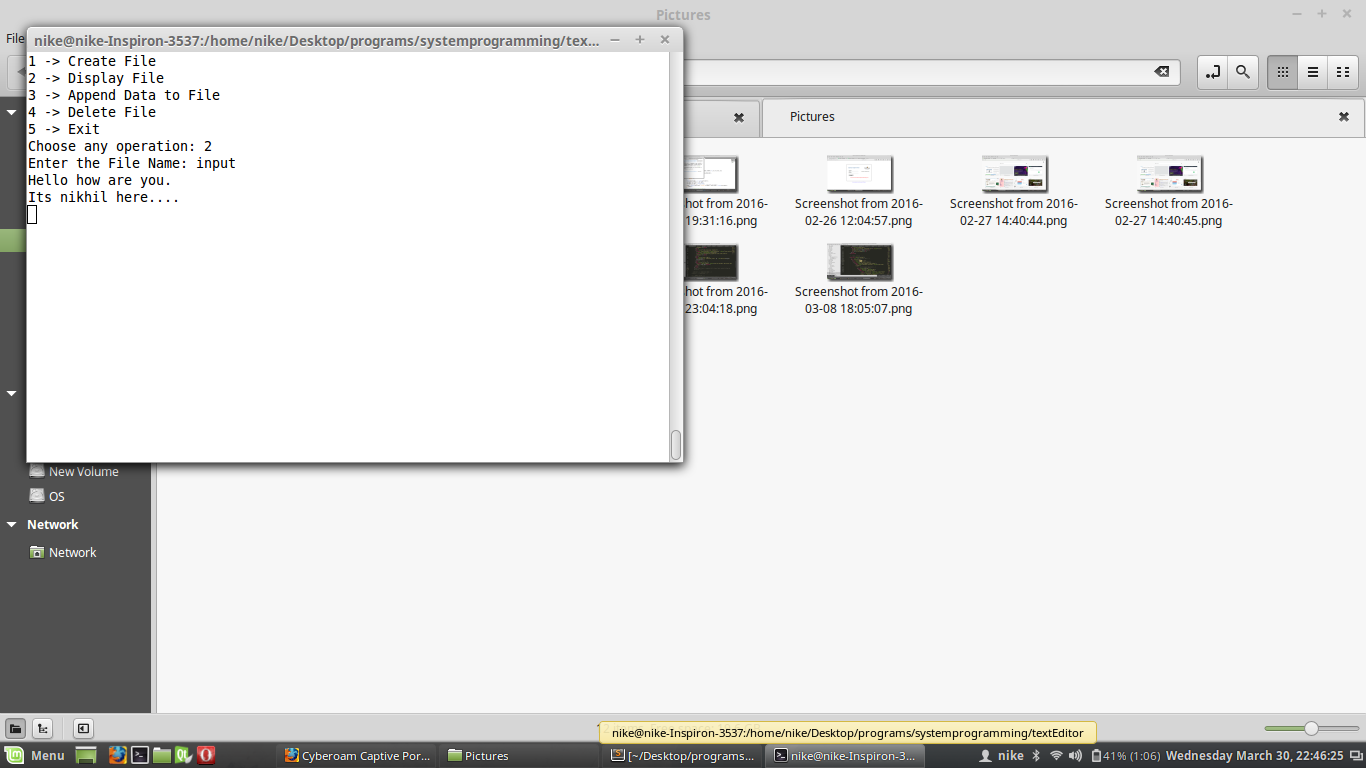 Pictures
File
nike@nike-Inspiron-3537:/home/nike/Desktop/programs/systemprogramming/tex...
1 -> Create File
2 -> Display File
3 -> Append Data to File
4 -> Delete File
5 -> Exit
Choose any operation: 2
Enter the File Name: input
Hello how are you.
Its nikhil here....
Pictures
hot from 2016-
19:31:16.png
Screenshot from 2016-
02-26 12:04:57.png
Screenshot from 2016-
02-27 14:40:44.png
Screenshot from 2016-
02-27 14:40:45.png
hot from 2016-
23:04:18.png
Screenshot from 2016-
03-08 18:05:07.png
New Volume
OS
Network
Network
nike@nike-Inspiron-3537:/home/nike/Desktop/programs/systemprogramming/textEditor
Menu
Cyberoam Captive Por...
Pictures
[~/Desktop/programs...
nike@nike-Inspiron-3...
nike
41% (1:06)
Wednesday March 30, 22:46:25